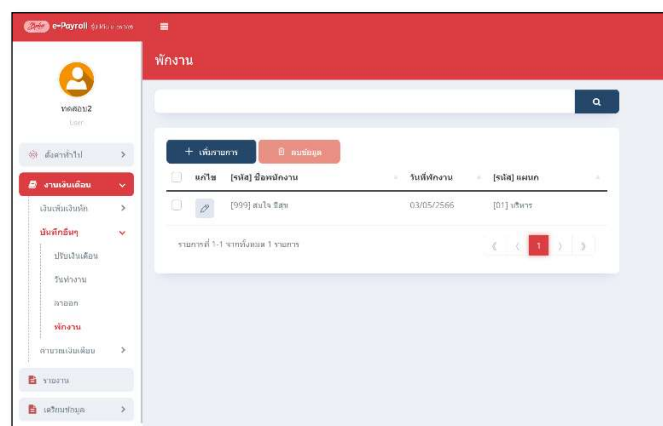 e-Payroll
พักงาน
ทดสอบ2
User
ตั้งค่าทั่วไป
งานเงินเดือน
เงินเพิ่มเงินหัก
บันทึกอื่นๆ
ปรับเงินเดือน
วันทำงาน
ลาออก
พักงาน
คำนวณเงินเดือน
รายงาน
เตรียมข้อมูล
+ เพิ่มรายการ
ลบข้อมูล
แก้ไข [รหัส] ชื่อพนักงาน วันที่พักงาน [รหัส] แผนก
[999] สนใจ 03/05/2566 [01] บริหาร
รายการที่ 1-1 จากทั้งหมด 1 รายการ
1